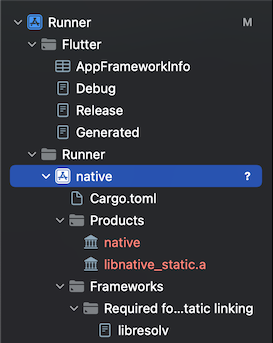 Runner
M
Flutter
AppFrameworkInfo
Debug
Release
Generated
Runner
native
?
Cargo.toml
Products
native
libnative_static.a
Frameworks
Required fo...tatic linking
libresolv